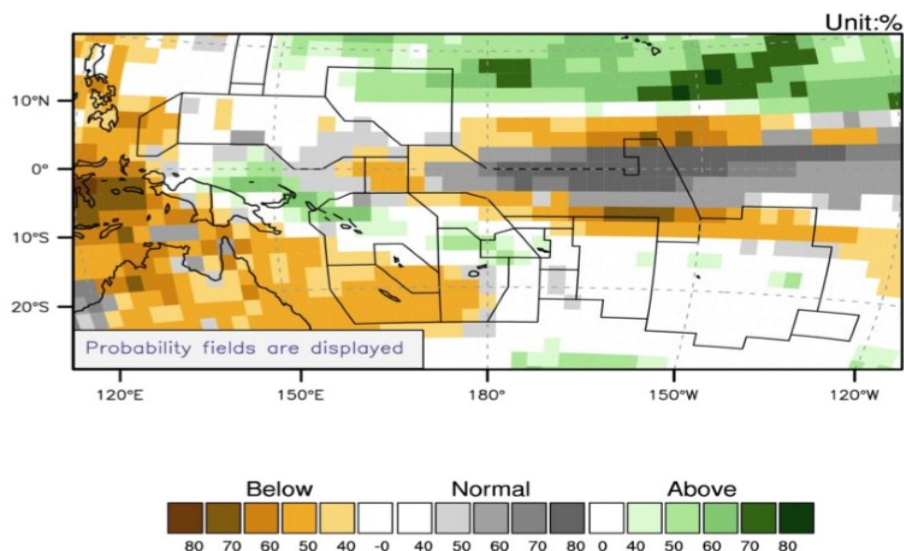 Unit:%
10°N
0°
10°S
20°S
Probability fields are displayed
120°E 150°E 180° 150°W 120°W
Below Normal Above
80 70 60 50 40 -0 40 50 60 70 80 0 40 50 60 70 80